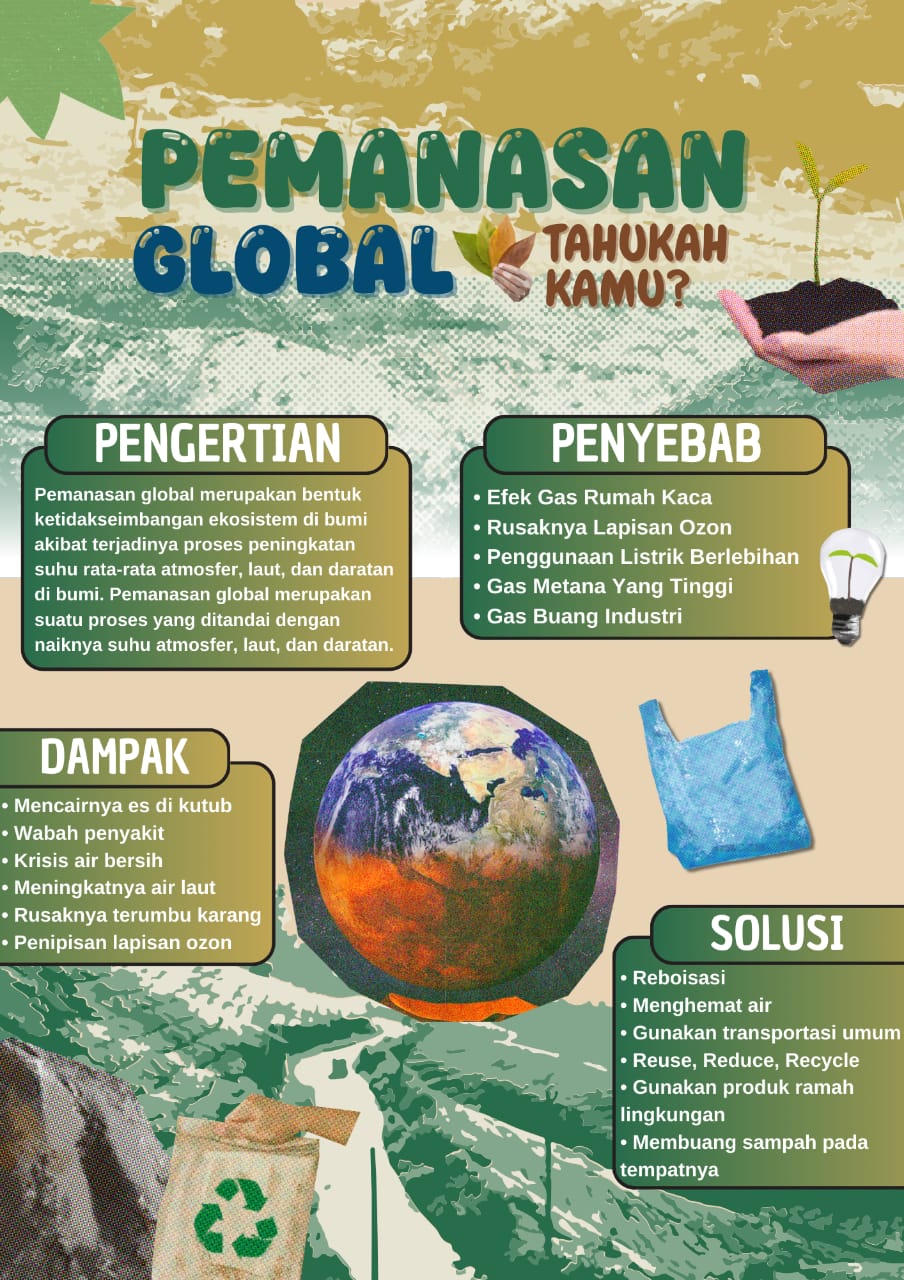 PEMANASAN
GLOBAL
TAHUKAH
KAMU?
PENGERTIAN
Pemanasan global merupakan bentuk
ketidakseimbangan ekosistem di bumi
akibat terjadinya proses peningkatan
suhu rata-rata atmosfer, laut, dan daratan
di bumi. Pemanasan global merupakan
suatu proses yang ditandai dengan
naiknya suhu atmosfer, laut, dan daratan.
PENYEBAB
• Efek Gas Rumah Kaca
• Rusaknya Lapisan Ozon
• Penggunaan Listrik Berlebihan
• Gas Metana Yang Tinggi
• Gas Buang Industri
DAMPAK
• Mencairnya es di kutub
• Wabah penyakit
• Krisis air bersih
• Meningkatnya air laut
• Rusaknya terumbu karang
• Penipisan lapisan ozon
SOLUSI
• Reboisasi
• Menghemat air
• Gunakan transportasi umum
• Reuse, Reduce, Recycle
• Gunakan produk ramah
lingkungan
• Membuang sampah pada
tempatnya